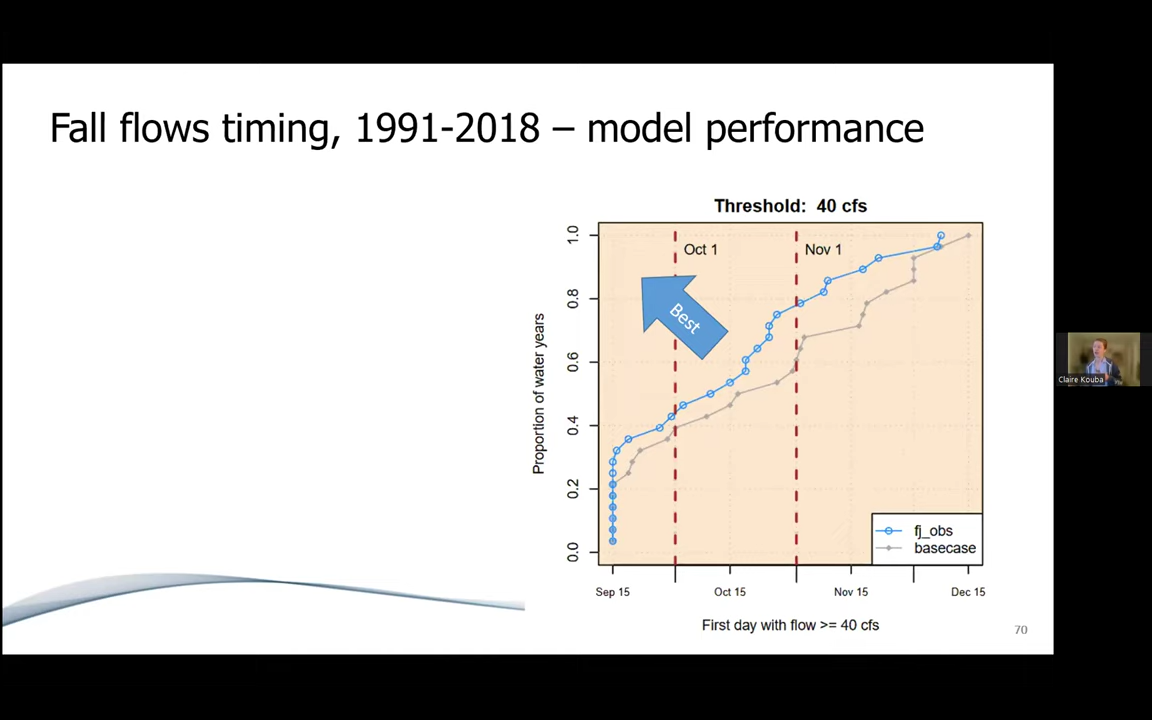 Fall flows timing, 1991-2018 – model performance
Threshold: 40 cfs
Oct 1
Nov 1
Best
Proportion of water years
1.0
0.8
0.6
0.4
0.2
0.0
fj_obs
basecase
Sep 15
Oct 15
Nov 15
Dec 15
First day with flow >= 40 cfs
70
Claire Kouba